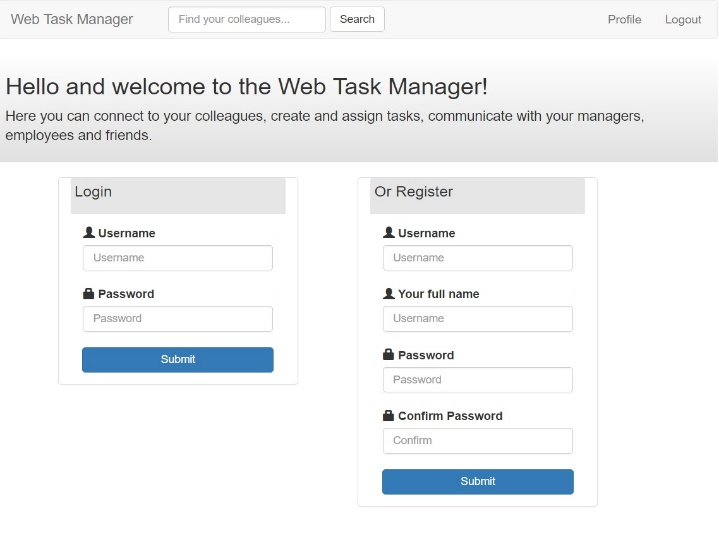 Web Task Manager
Find your colleagues...
Search
Profile
Logout
Hello and welcome to the Web Task Manager!
Here you can connect to your colleagues, create and assign tasks, communicate with your managers,
employees and friends.
Login
Username
Username
Password
Password
Submit
Or Register
Username
Username
Your full name
Username
Password
Password
Confirm Password
Confirm
Submit